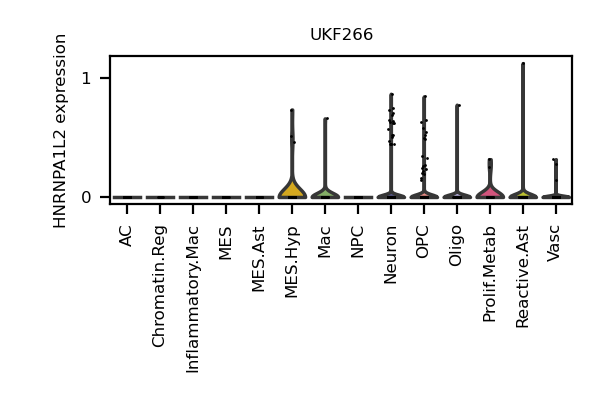 UKF266
HNRNPA1L2 expression
1
0
AC
Chromatin.Reg
Inflammatory.Mac
MES
MES.Ast
MES.Hyp
Mac
NPC
Neuron
OPC
Oligo
Prolif.Metab
Reactive.Ast
Vasc